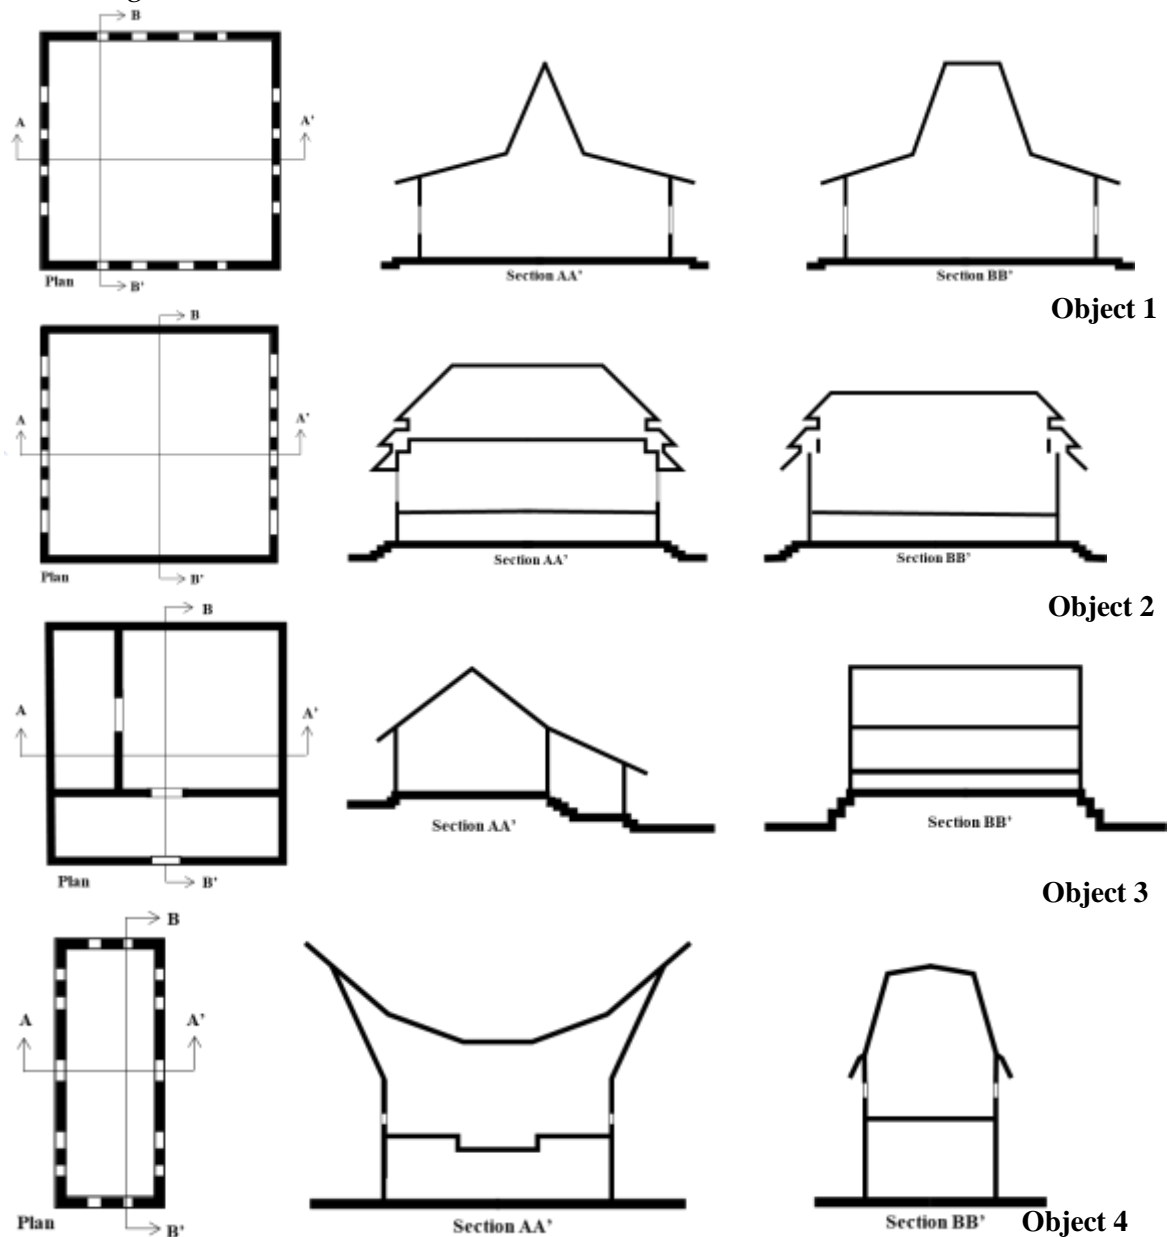 B
A
A'
Plan
B'
Section AA'
Section BB'
Object 1
B
A
A'
Plan
B'
Section AA'
Section BB'
Object 2
B
A
A'
Plan
B'
Section AA'
Section BB'
Object 3
B
A
A'
Plan
B'
Section AA'
Section BB'
Object 4